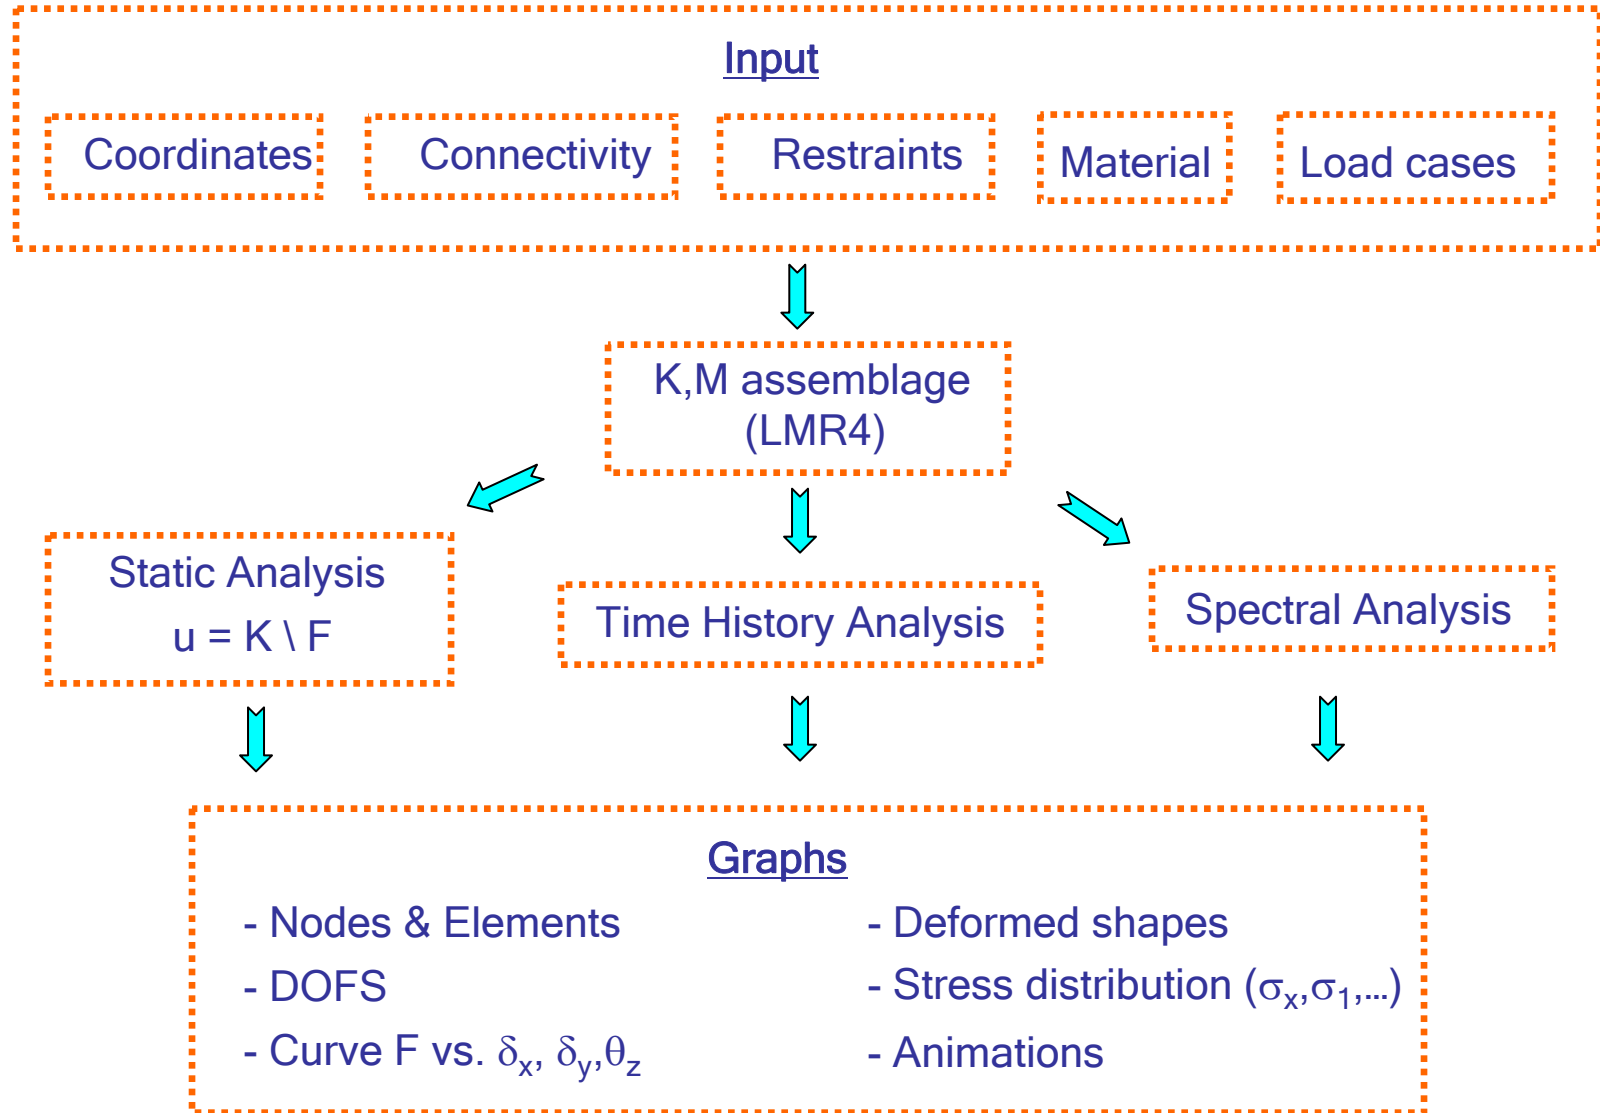 Input
Coordinates
Connectivity
Restraints
Material
Load cases
K,M assemblage
(LMR4)
Static Analysis
u = K \ F
Time History Analysis
Spectral Analysis
Graphs
- Nodes & Elements
- DOFS
- Curve F vs. δx, δy,θz
- Deformed shapes
- Stress distribution (σx,σ1,...)
- Animations